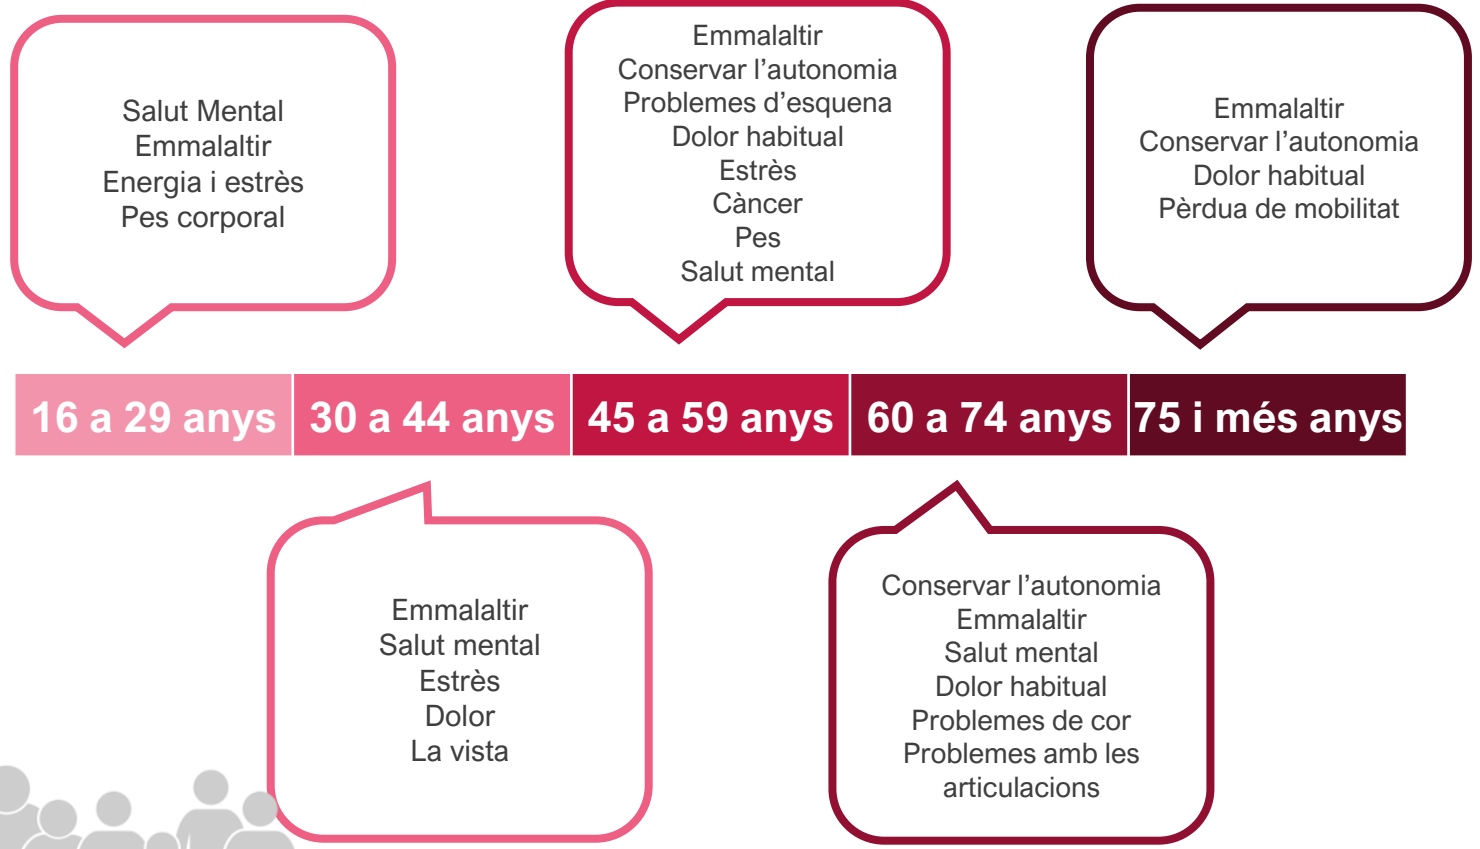 Salut Mental
Emmalaltir
Energia i estrès
Pes corporal
Emmalaltir
Conservar l’autonomia
Problemes d’esquena
Dolor habitual
Estrès
Càncer
Pes
Salut mental
Emmalaltir
Conservar l’autonomia
Dolor habitual
Pèrdua de mobilitat
16 a 29 anys
30 a 44 anys
45 a 59 anys
60 a 74 anys
75 i més anys
Emmalaltir
Salut mental
Estrès
Dolor
La vista
Conservar l’autonomia
Emmalaltir
Salut mental
Dolor habitual
Problemes de cor
Problemes amb les
articulacions